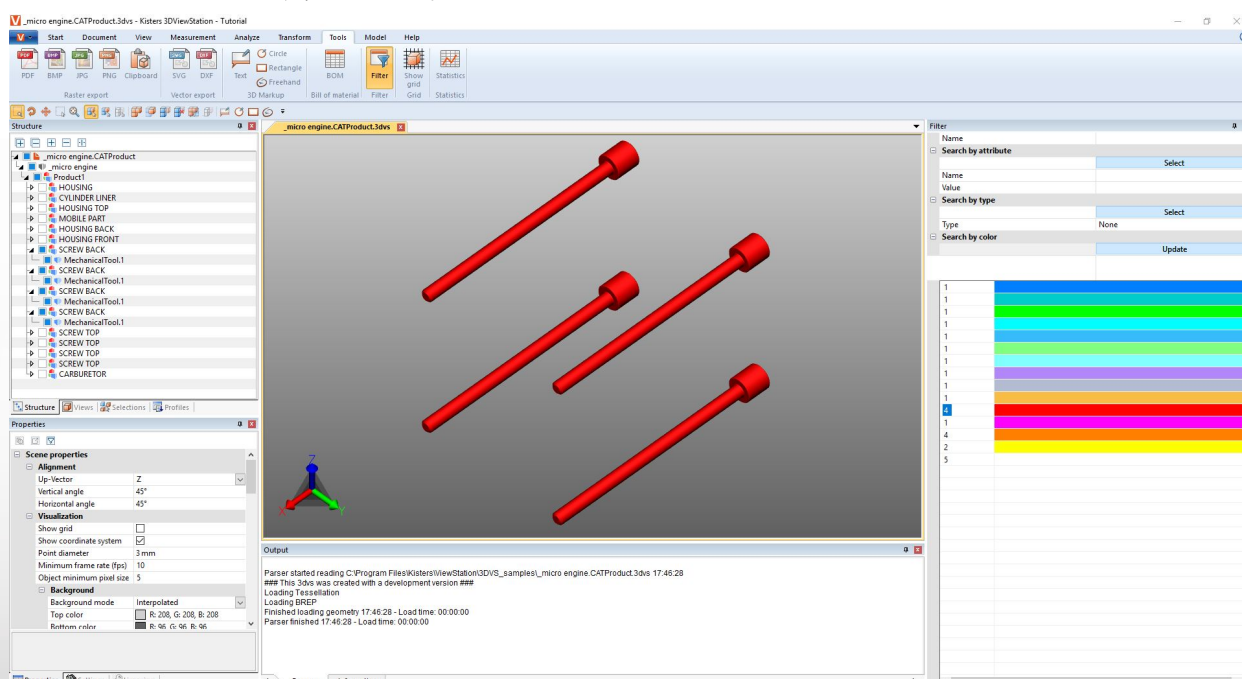 _micro engine.CATProduct.3dvs - Kisters 3DViewStation - Tutorial
Start Document View Measurement Analyze Transform Tools Model Help
PDF BMP JPG PNG SVG DXF
PDF BMP JPG PNG Clipboard SVG DXF Text Circle Rectangle Freehand BOM Filter Show grid Statistics
Raster export Vector export 3D Markup Bill of material Filter Grid Statistics
Structure
_micro engine.CATProduct
_micro engine
Product1
HOUSING
CYLINDER LINER
HOUSING TOP
MOBILE PART
HOUSING BACK
HOUSING FRONT
SCREW BACK
MechanicalTool.1
SCREW BACK
MechanicalTool.1
SCREW BACK
MechanicalTool.1
SCREW BACK
MechanicalTool.1
SCREW TOP
SCREW TOP
SCREW TOP
SCREW TOP
CARBURETOR
Structure Views Selections Profiles
Properties
Scene properties
Alignment
Up-Vector Z
Vertical angle 45°
Horizontal angle 45°
Visualization
Show grid
Show coordinate system
Point diameter 3 mm
Minimum frame rate (fps) 10
Object minimum pixel size 5
Background
Background mode Interpolated
Top color R: 208, G: 208, B: 208
Bottom color R: 96, G: 96, B: 96
_micro engine.CATProduct.3dvs
Z
X Y
Output
Parser started reading C:\Program Files\Kisters\ViewStation\3DVS_samples\_micro engine.CATProduct.3dvs 17:46:28
### This 3dvs was created with a development version ###
Loading Tessellation
Loading BREP
Finished loading geometry 17:46:28 - Load time: 00:00:00
Parser finished 17:46:28 - Load time: 00:00:00
Filter
Name
Search by attribute
Select
Name
Value
Search by type
Select
Type None
Search by color
Update
1
1
1
1
1
1
1
1
1
1
4
1
4
2
5